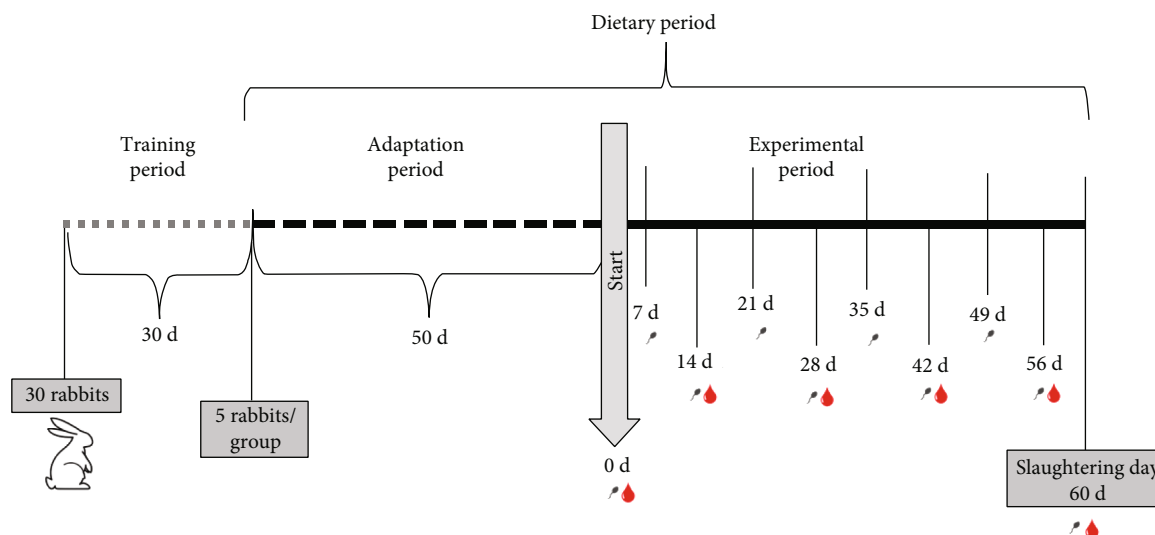 Dietary period
Training
period
Adaptation
period
Experimental
period
Start
30 d
50 d
7 d
21 d
35 d
49 d
14 d
28 d
42 d
56 d
30 rabbits
5 rabbits/
group
0 d
Slaughtering day
60 d